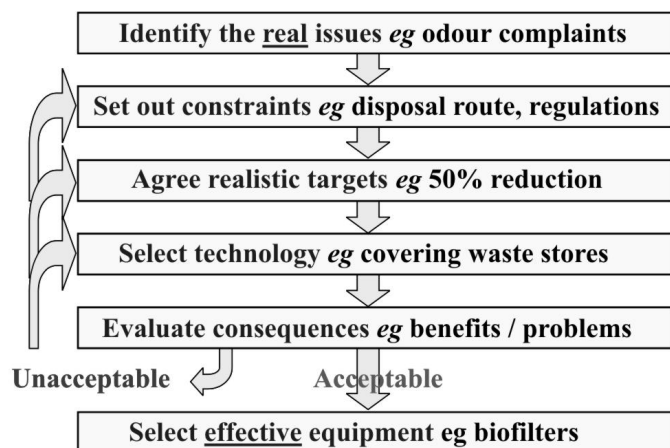 Identify the real issues eg odour complaints
Set out constraints eg disposal route, regulations
Agree realistic targets eg 50% reduction
Select technology eg covering waste stores
Evaluate consequences eg benefits / problems
Unacceptable Acceptable
Select effective equipment eg biofilters